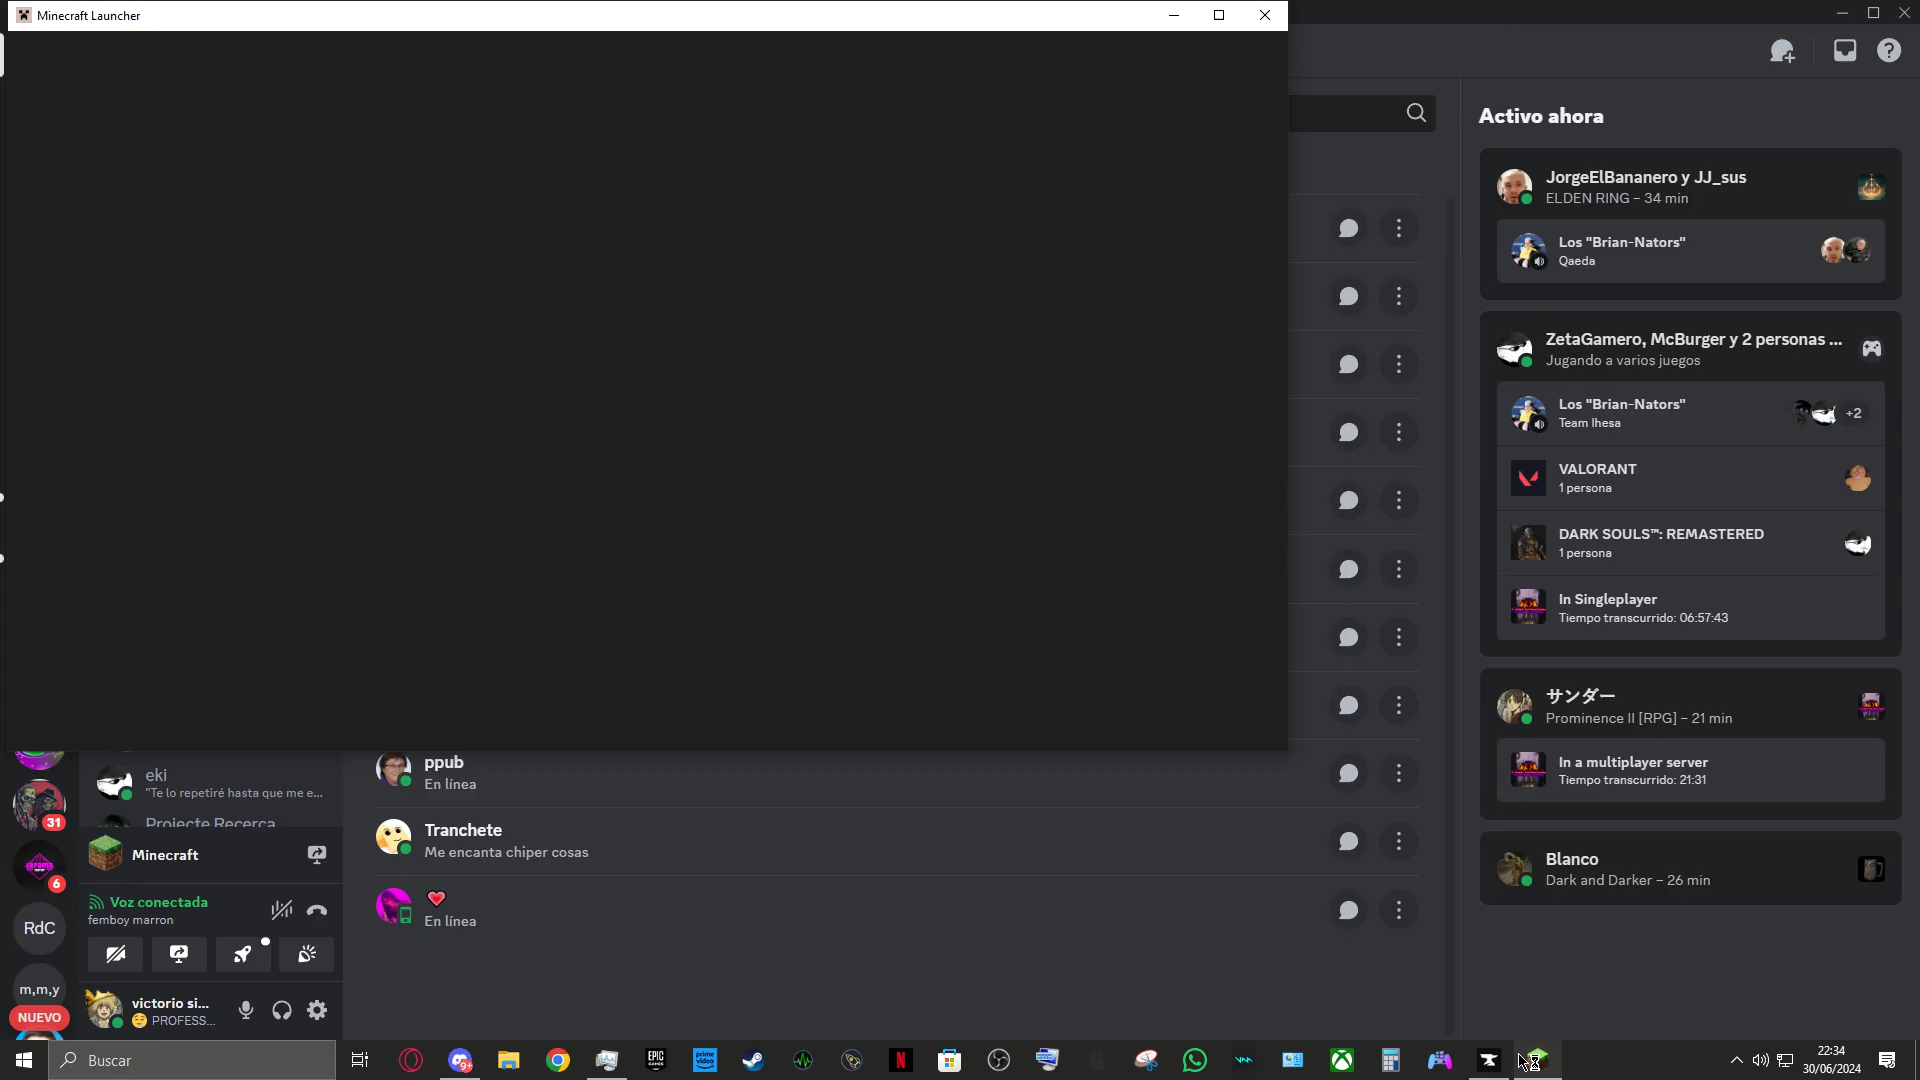 Minecraft Launcher
Activo ahora
JorgeElBananero y JJ_sus
ELDEN RING – 34 min
Los "Brian-Nators"
Qaeda
ZetaGamero, McBurger y 2 personas ...
Jugando a varios juegos
Los "Brian-Nators"
Team Ihesa
+2
VALORANT
1 persona
DARK SOULS™: REMASTERED
1 persona
In Singleplayer
Tiempo transcurrido: 06:57:43
サンダー
Prominence II [RPG] – 21 min
In a multiplayer server
Tiempo transcurrido: 21:31
Blanco
Dark and Darker – 26 min
ppub
En línea
Tranchete
Me encanta chiper cosas
En línea
eki
"Te lo repetiré hasta que me e...
Projecte Recerca
31
6
RdC
m,m,y
NUEVO
Minecraft
Voz conectada
femboy marron
victorio si...
PROFESS...
Buscar
9+
EPIC GAMES
prime video
N
22:34
30/06/2024